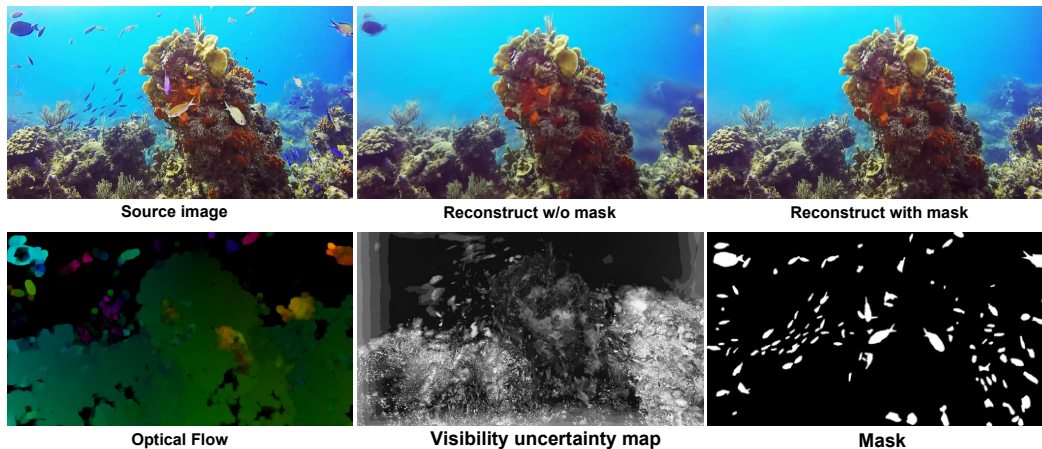 Source image
Reconstruct w/o mask
Reconstruct with mask
Optical Flow
Visibility uncertainty map
Mask